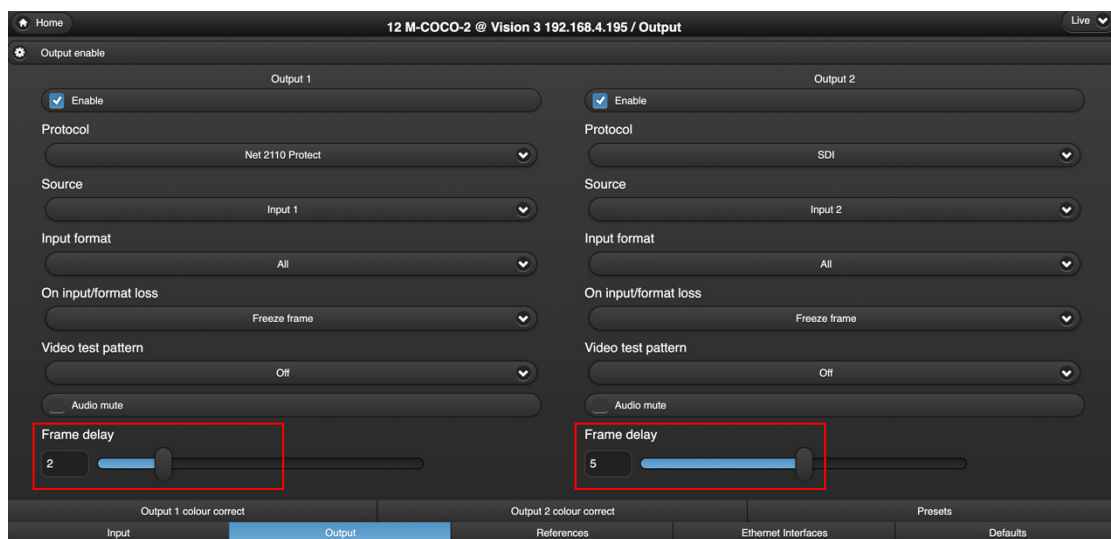 Home
12 M-COCO-2 @ Vision 3 192.168.4.195 / Output
Live
Output enable
Output 1
Output 2
Enable
Enable
Protocol
Protocol
Net 2110 Protect
SDI
Source
Source
Input 1
Input 2
Input format
Input format
All
All
On input/format loss
On input/format loss
Freeze frame
Freeze frame
Video test pattern
Video test pattern
Off
Off
Audio mute
Audio mute
Frame delay
Frame delay
2
5
Output 1 colour correct
Output 2 colour correct
Presets
Input
Output
References
Ethernet Interfaces
Defaults